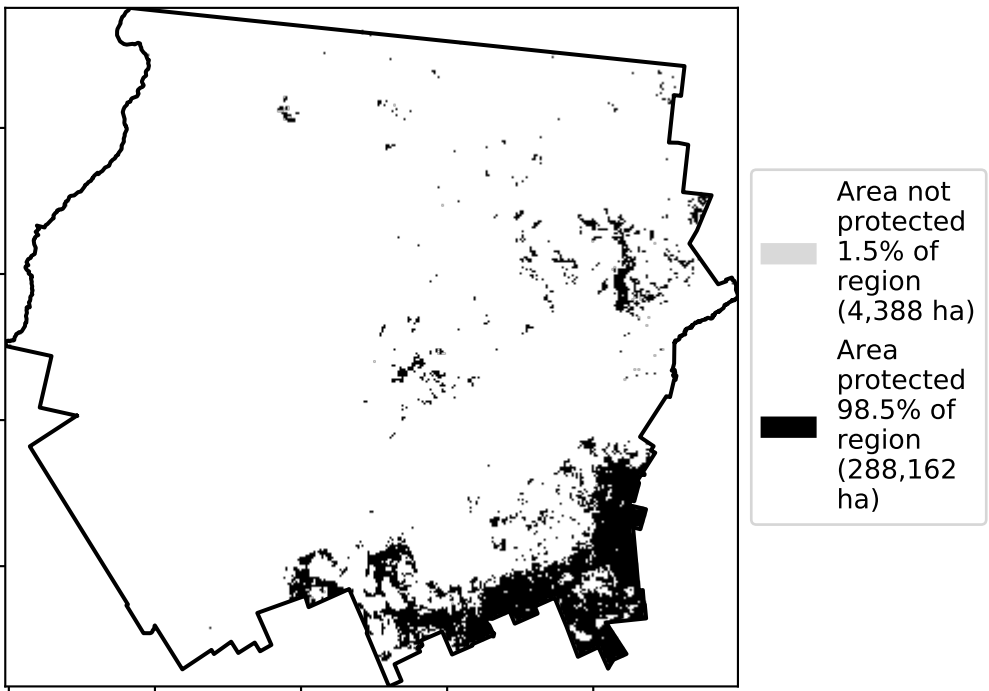 Area not
protected
1.5% of
region
(4,388 ha)
Area
protected
98.5% of
region
(288,162
ha)